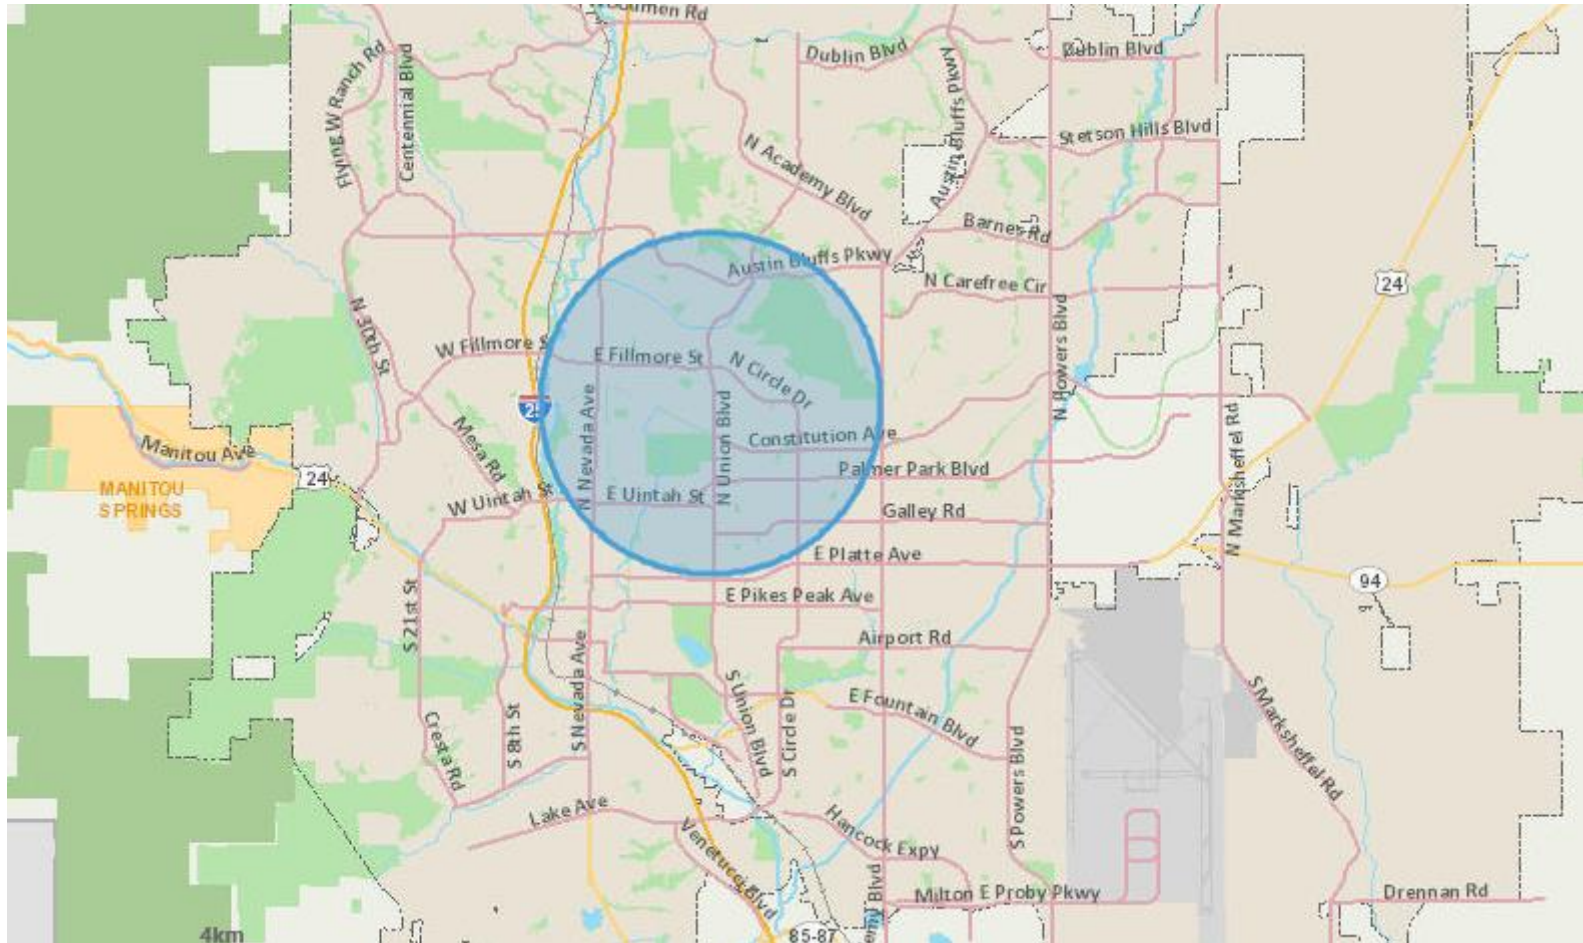 Woodmen Rd
Dublin Blvd
Dublin Blvd
Flying W Ranch Rd
Centennial Blvd
Austin Bluffs Pkwy
Stetson Hills Blvd
N Academy Blvd
Barnes Rd
Austin Bluffs Pkwy
N Carefree Cir
24
N 30th St
W Fillmore S
E Fillmore St
N Circle Dr
N Powers Blvd
2
N Nevada Ave
N Union Blvd
Constitution Ave
Manitou Ave
Mesa Rd
24
Palmer Park Blvd
MANITOU
SPRINGS
W Uintah St
E Uintah St
Galley Rd
N Marksheffel Rd
E Platte Ave
94
E Pikes Peak Ave
S 21st St
Airport Rd
S Nevada Ave
S Union Blvd
S Circle Dr
E Fountain Blvd
S Marksheffel Rd
Cresta Rd
S 8th St
S Powers Blvd
Lake Ave
Venetucci Blvd
Hancock Expy
Milton E Proby Pkwy
Drennan Rd
4km
85-87
emy Blvd